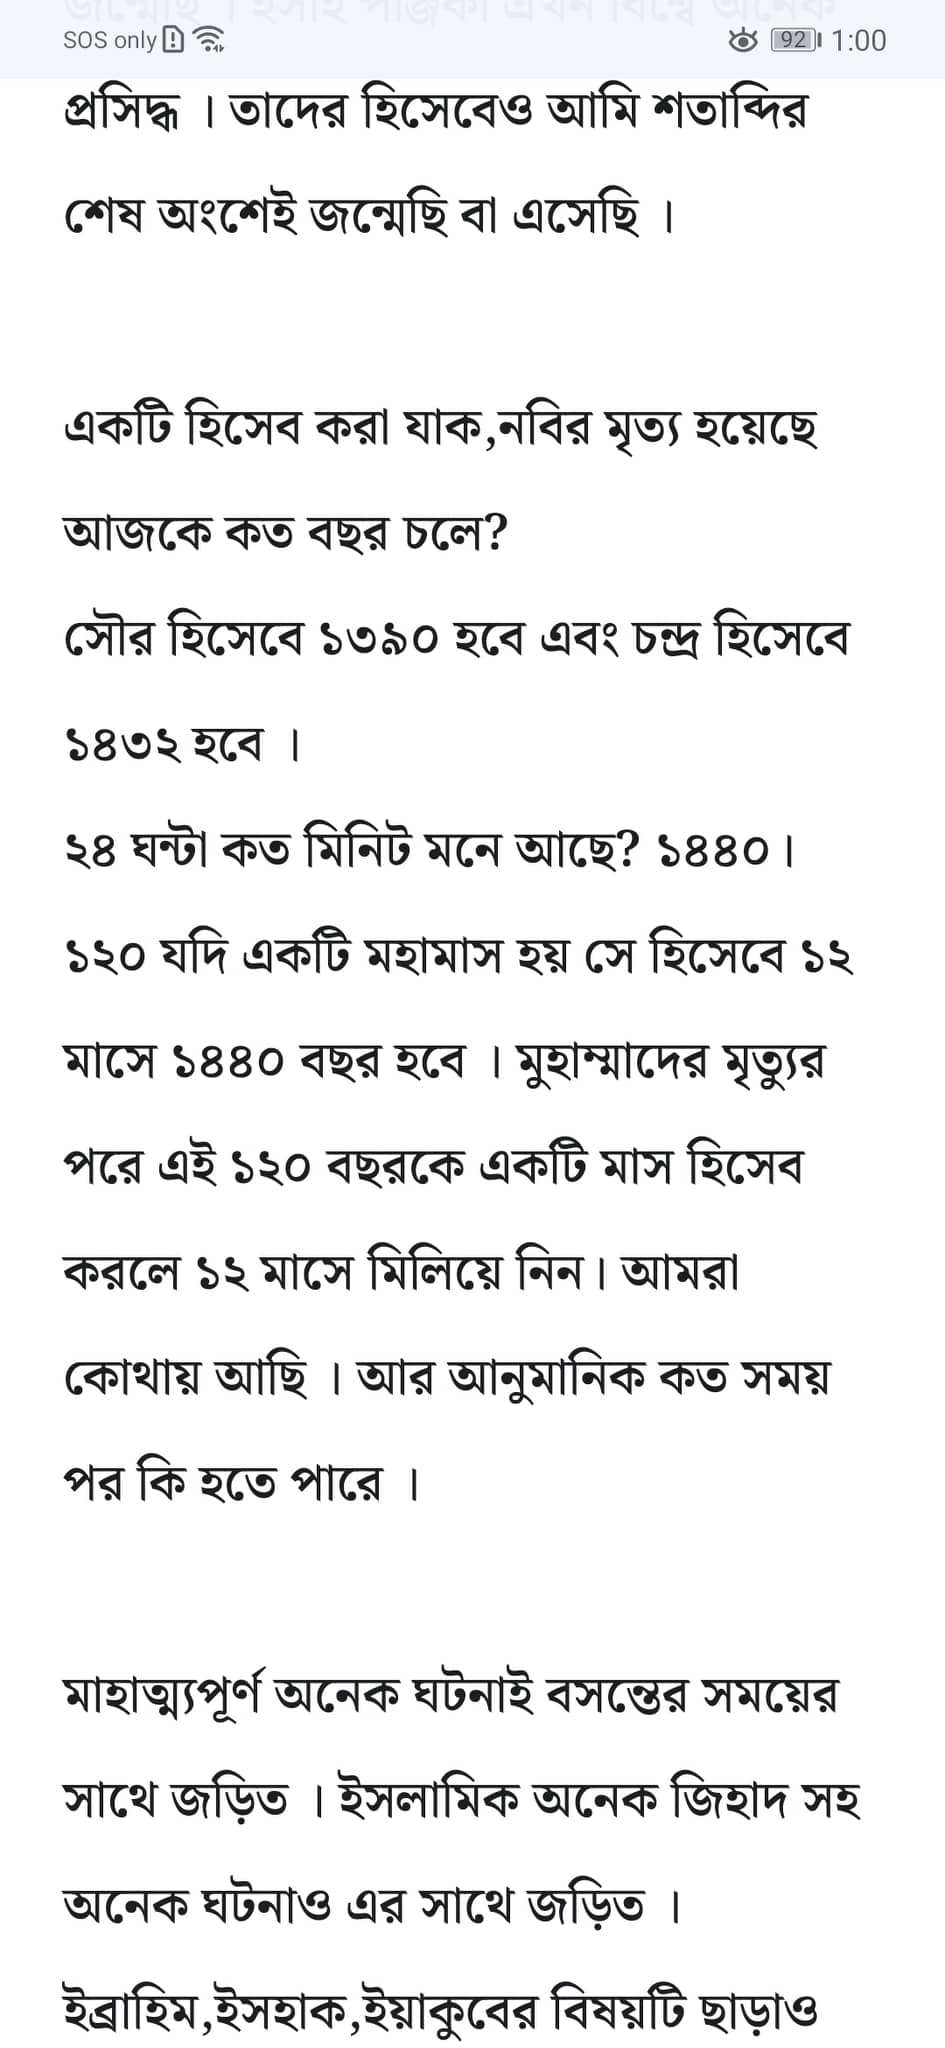 SOS only 92 1:00
প্রসিদ্ধ । তাদের হিসেবেও আমি শতাব্দির
শেষ অংশেই জন্মেছি বা এসেছি ।
একটি হিসেব করা যাক,নবির মৃত্য হয়েছে
আজকে কত বছর চলে?
সৌর হিসেবে ১৩৯০ হবে এবং চন্দ্র হিসেবে
১৪৩২ হবে ।
২৪ ঘন্টা কত মিনিট মনে আছে? ১৪৪০।
১২০ যদি একটি মহামাস হয় সে হিসেবে ১২
মাসে ১৪৪০ বছর হবে । মুহাম্মাদের মৃত্যুর
পরে এই ১২০ বছরকে একটি মাস হিসেব
করলে ১২ মাসে মিলিয়ে নিন। আমরা
কোথায় আছি । আর আনুমানিক কত সময়
পর কি হতে পারে ।
মাহাত্ম্যপূর্ণ অনেক ঘটনাই বসন্তের সময়ের
সাথে জড়িত । ইসলামিক অনেক জিহাদ সহ
অনেক ঘটনাও এর সাথে জড়িত ।
ইব্রাহিম,ইসহাক,ইয়াকুবের বিষয়টি ছাড়াও